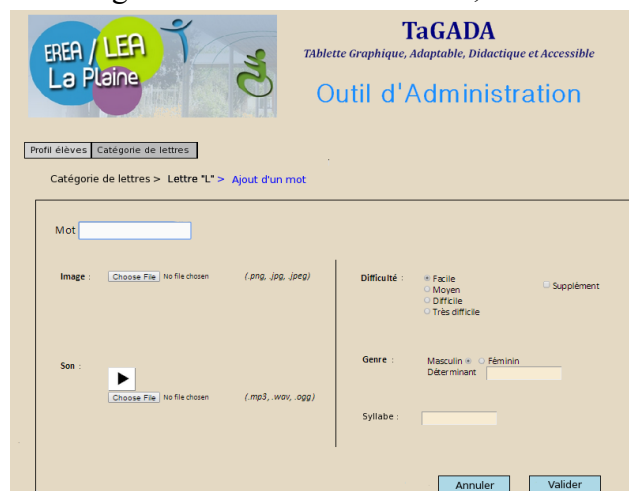 EREA / LEA
La Plaine
TaGADA
TAblette Graphique, Adaptable, Didactique et Accessible
Outil d'Administration
Profil élèves Catégorie de lettres
Catégorie de lettres > Lettre "L" > Ajout d'un mot
Mot
Image : Choose File No file chosen (.png, .jpg, .jpeg)
Difficulté : Facile
Moyen
Difficile
Très difficile
Supplément
Son :
Choose File No file chosen (.mp3, .wav, .ogg)
Genre : Masculin Féminin
Déterminant
Syllabe :
Annuler Valider